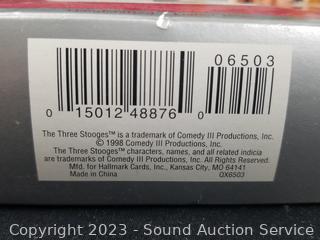 06503
0 15012 48876 0
The Three Stooges™ is a trademark of Comedy III Productions, Inc.
© 1998 Comedy III Productions, Inc.
The Three Stooges™ characters, names, and all related indicia
are trademarks of Comedy III Productions, Inc. All Rights Reserved.
Mfd. for Hallmark Cards, Inc., Kansas City, MO 64141
Made in China QX6503
Copyright 2023 - Sound Auction Service